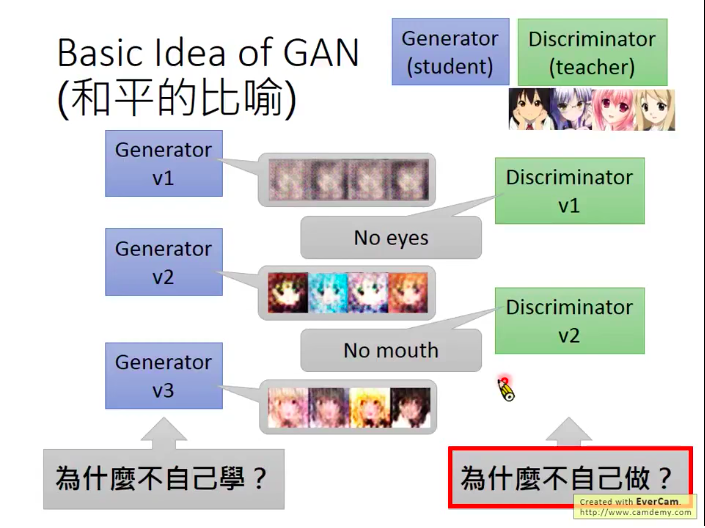 Basic Idea of GAN
(和平的比喻)
Generator
(student)
Discriminator
(teacher)
Generator
v1
Discriminator
v1
No eyes
Generator
v2
Discriminator
v2
No mouth
Generator
v3
為什麼不自己學？
為什麼不自己做？
Created with EverCam.
http://www.camdemy.com